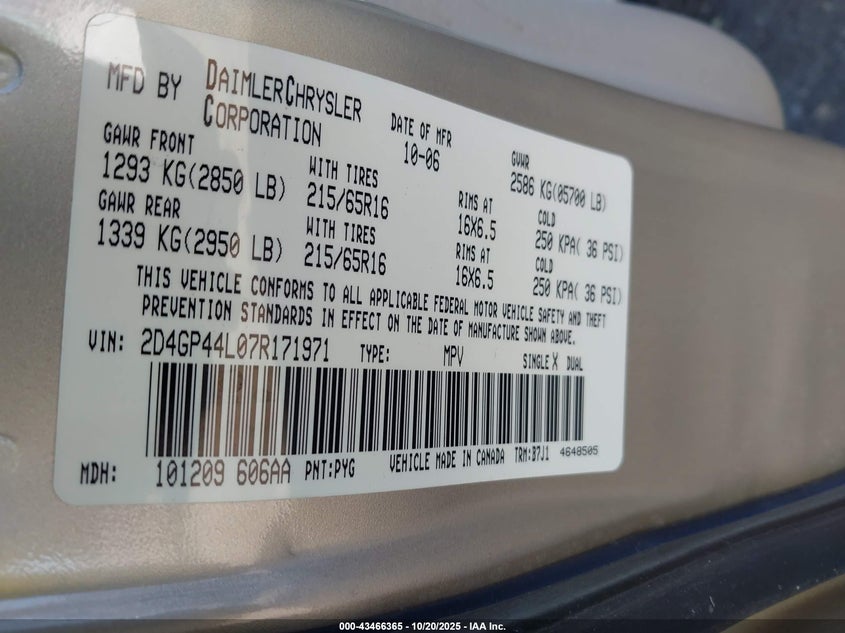 MFD BY DAIMLERCHRYSLER CORPORATION
DATE OF MFR 10-06
GVWR 2586 KG(05700 LB)
GAWR FRONT 1293 KG(2850 LB)
WITH TIRES 215/65R16
RIMS AT 16X6.5
COLD 250 KPA( 36 PSI)
GAWR REAR 1339 KG(2950 LB)
WITH TIRES 215/65R16
RIMS AT 16X6.5
COLD 250 KPA( 36 PSI)
THIS VEHICLE CONFORMS TO ALL APPLICABLE FEDERAL MOTOR VEHICLE SAFETY AND THEFT
PREVENTION STANDARDS IN EFFECT ON THE DATE OF MANUFACTURE SHOWN ABOVE.
VIN: 2D4GP44L07R171971 TYPE: MPV SINGLE X DUAL
MDH: 101209 606AA PNT:PYG VEHICLE MADE IN CANADA TRM:B7J1 4648505
000-43466365 - 10/20/2025 - IAA Inc.